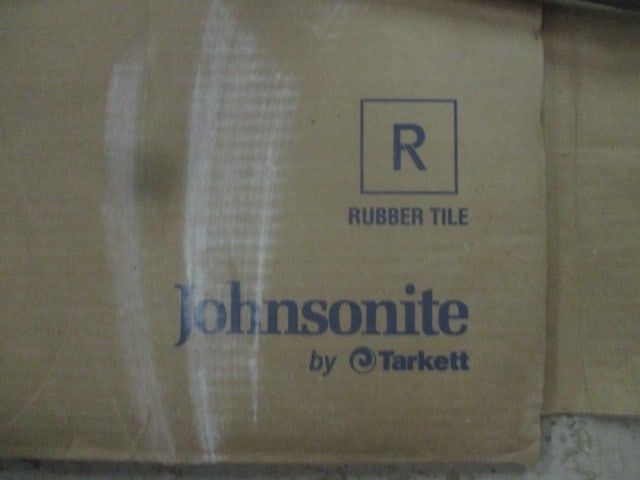 R
RUBBER TILE
Johnsonite
by Tarkett